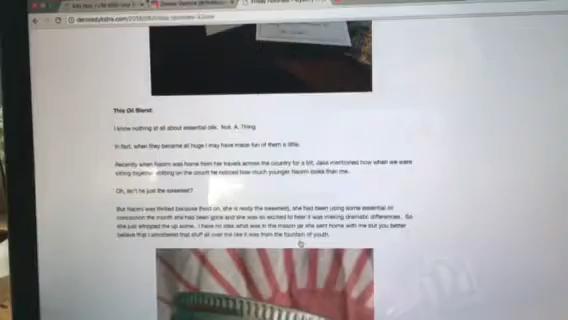 This Oil Blend:
I know nothing at all about essential oils. Not. A. Thing.
In fact, when they became all huge I may have made fun of them a little.
Recently when Naomi was home from her travels across the country for a bit, Jake mentioned how when we were
sitting together visiting on the couch he noticed how much younger Naomi looks than me.
Oh, isn't he just the sweetest?
But Naomi was thrilled because (hold on, she is really the sweetest), she had been using some essential oil
concoction the month she had been gone and she was so excited to hear it was making dramatic differences. So
she just whipped me up some. I have no idea what was in the mason jar she sent home with me but you better
believe that I smothered that stuff all over me like it was from the fountain of youth.